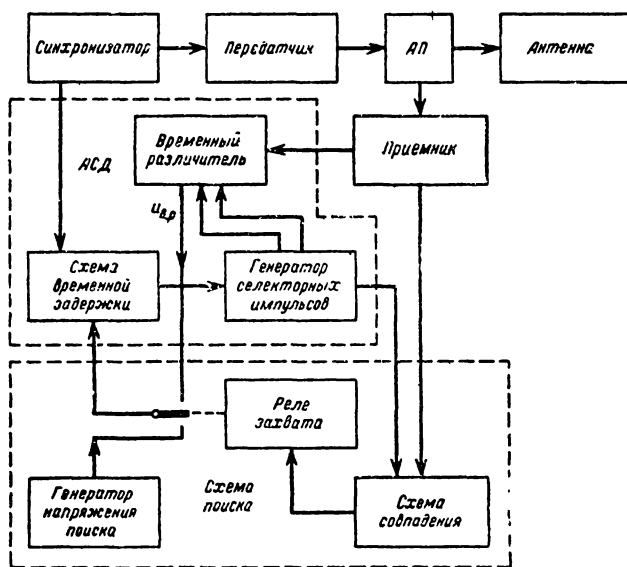 Синхронизатор
Передатчик
АП
Антенна
АСД
Временный
различитель
Приемник
uв.р
Схема
временной
задержки
Генератор
селекторных
импульсов
Реле
захвата
Генератор
напряжения
поиска
Схема
поиска
Схема
совпадения